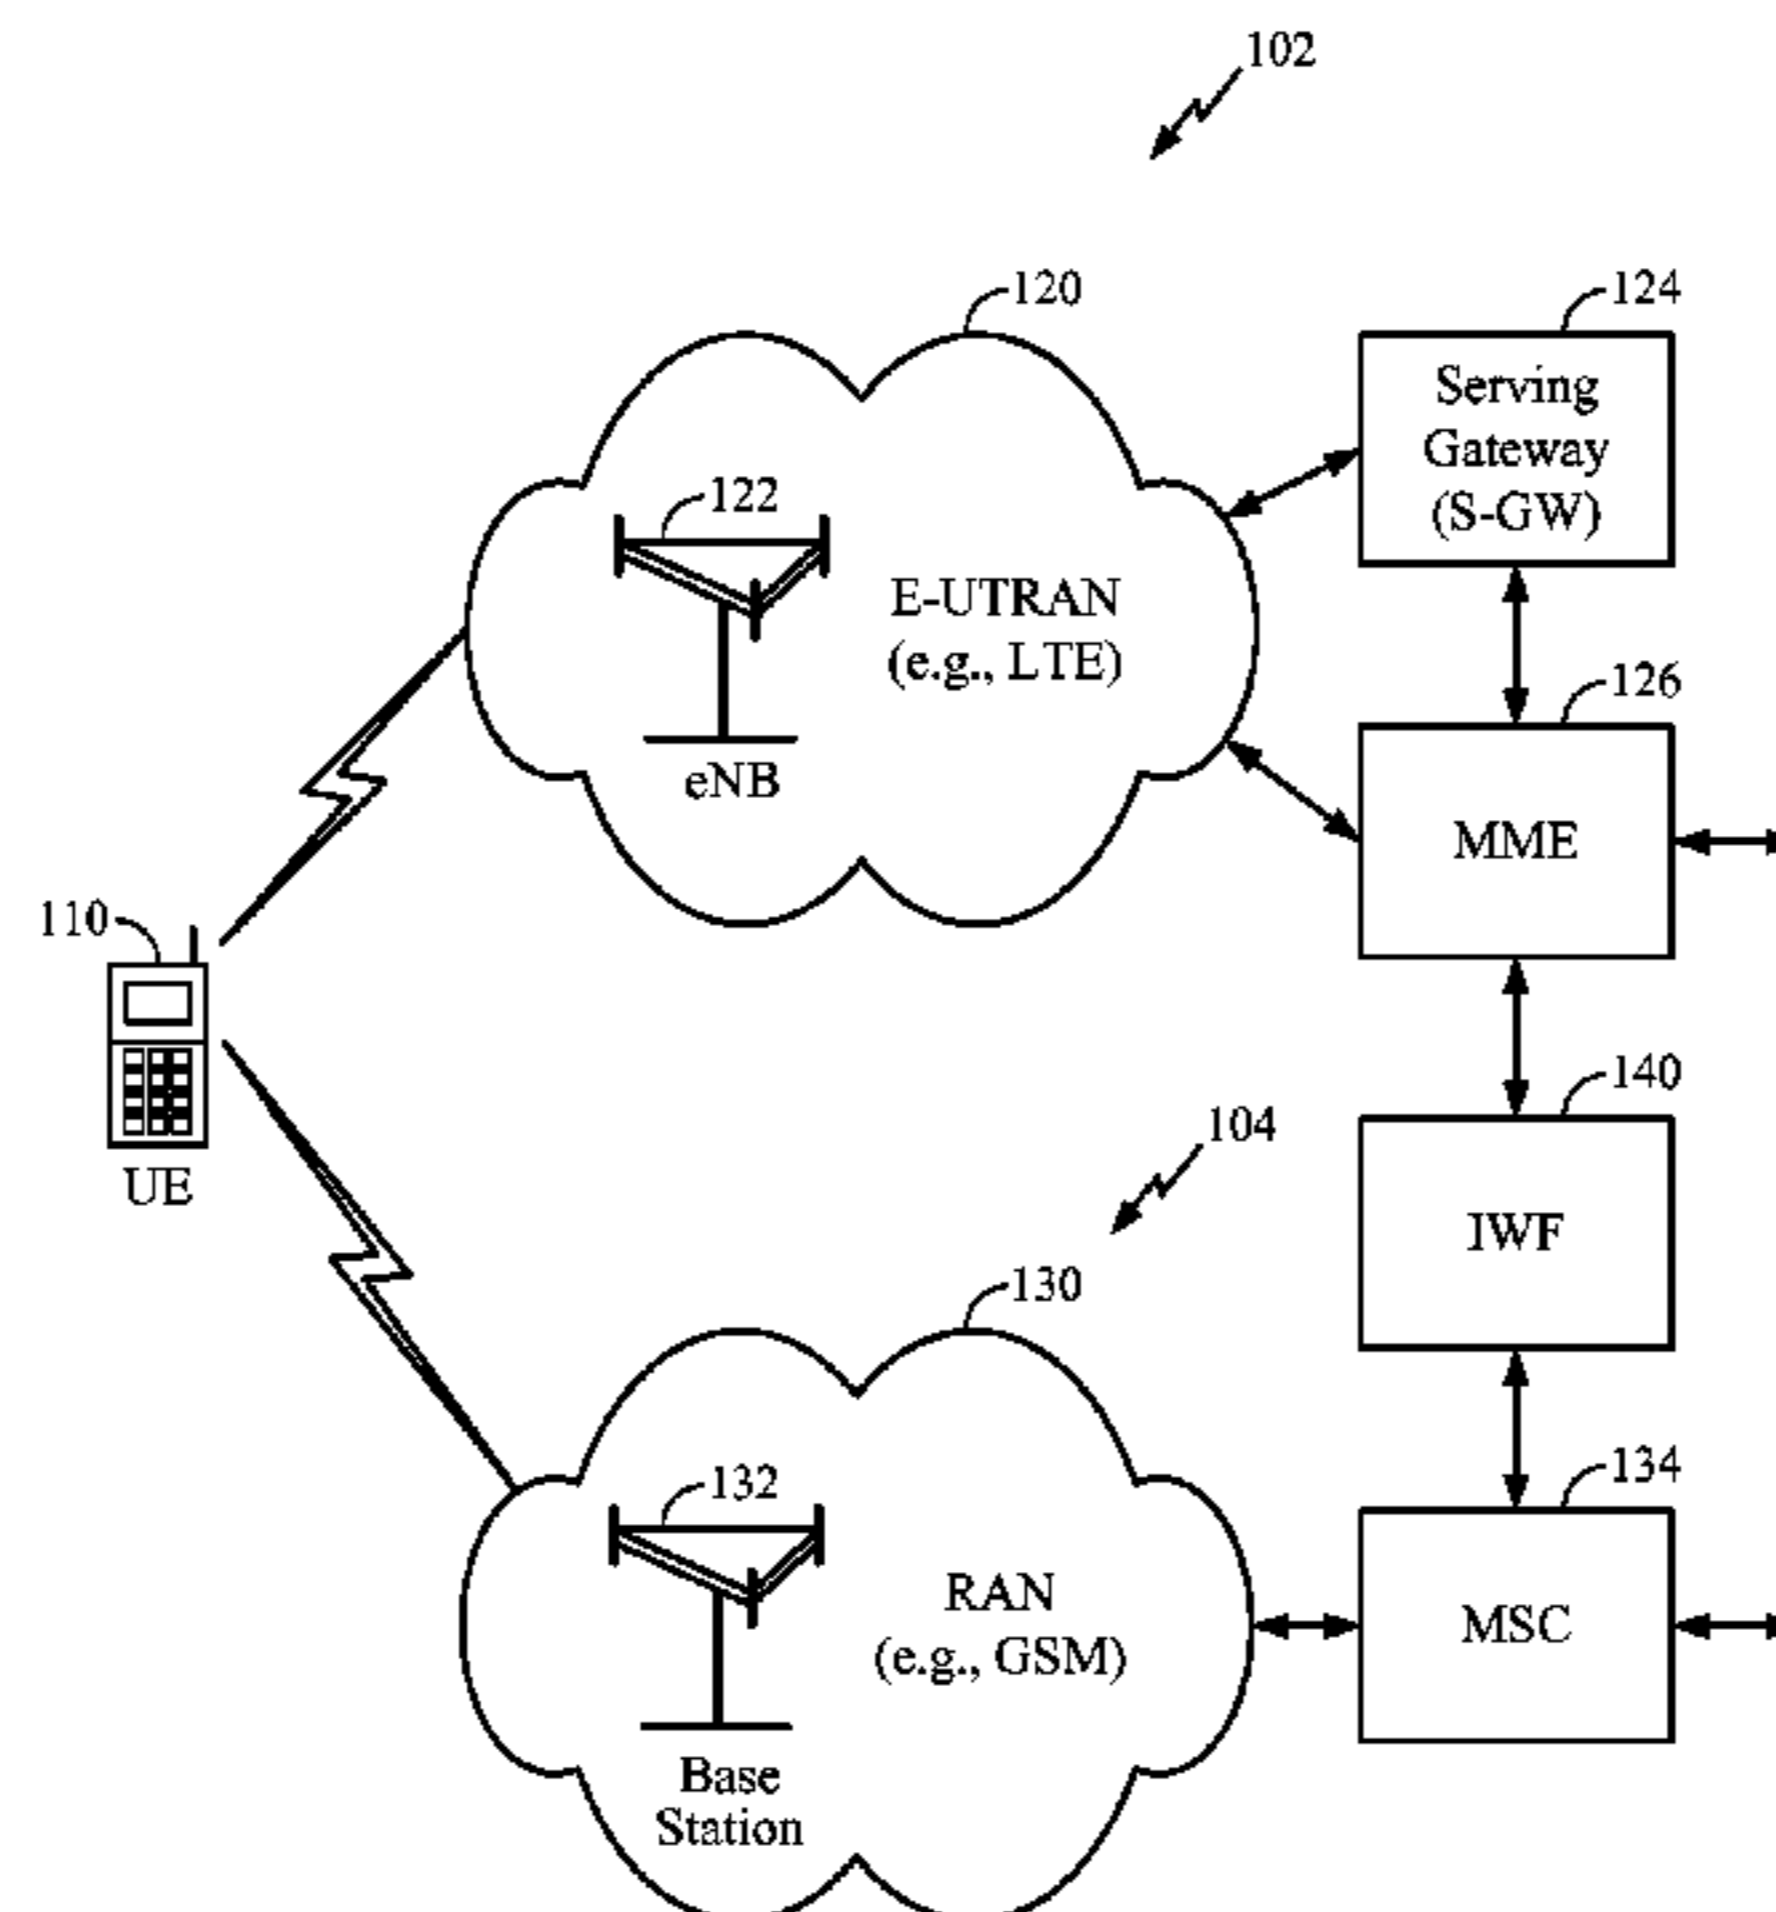 102
120
124
Serving
Gateway
(S-GW)
122
E-UTRAN
(e.g., LTE)
eNB
126
MME
110
UE
140
IWF
104
130
134
MSC
132
RAN
(e.g., GSM)
Base
Station